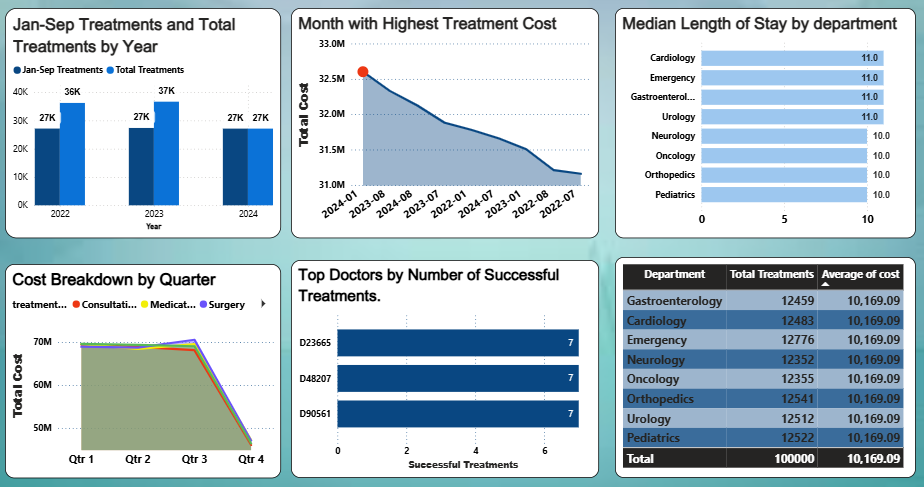 Jan-Sep Treatments and Total
Treatments by Year
Jan-Sep Treatments Total Treatments
40K
30K
20K
10K
0K
27K 36K
27K 37K
27K 27K
2022 2023 2024
Year
Month with Highest Treatment Cost
Total Cost
33.0M
32.5M
32.0M
31.5M
31.0M
2024-01 2023-08 2024-08 2023-07 2022-08 2024-07 2023-01 2022-08 2022-07
Median Length of Stay by department
Cardiology 11.0
Emergency 11.0
Gastroenterol... 11.0
Urology 11.0
Neurology 10.0
Oncology 10.0
Orthopedics 10.0
Pediatrics 10.0
0 5 10
Cost Breakdown by Quarter
treatment... Consultati... Medicat... Surgery
Total Cost
70M
60M
50M
Qtr 1 Qtr 2 Qtr 3 Qtr 4
Top Doctors by Number of Successful
Treatments.
D23665 7
D48207 7
D90561 7
0 2 4 6
Successful Treatments
Department Total Treatments Average of cost
Gastroenterology 12459 10,169.09
Cardiology 12483 10,169.09
Emergency 12776 10,169.09
Neurology 12352 10,169.09
Oncology 12355 10,169.09
Orthopedics 12541 10,169.09
Urology 12512 10,169.09
Pediatrics 12522 10,169.09
Total 100000 10,169.09